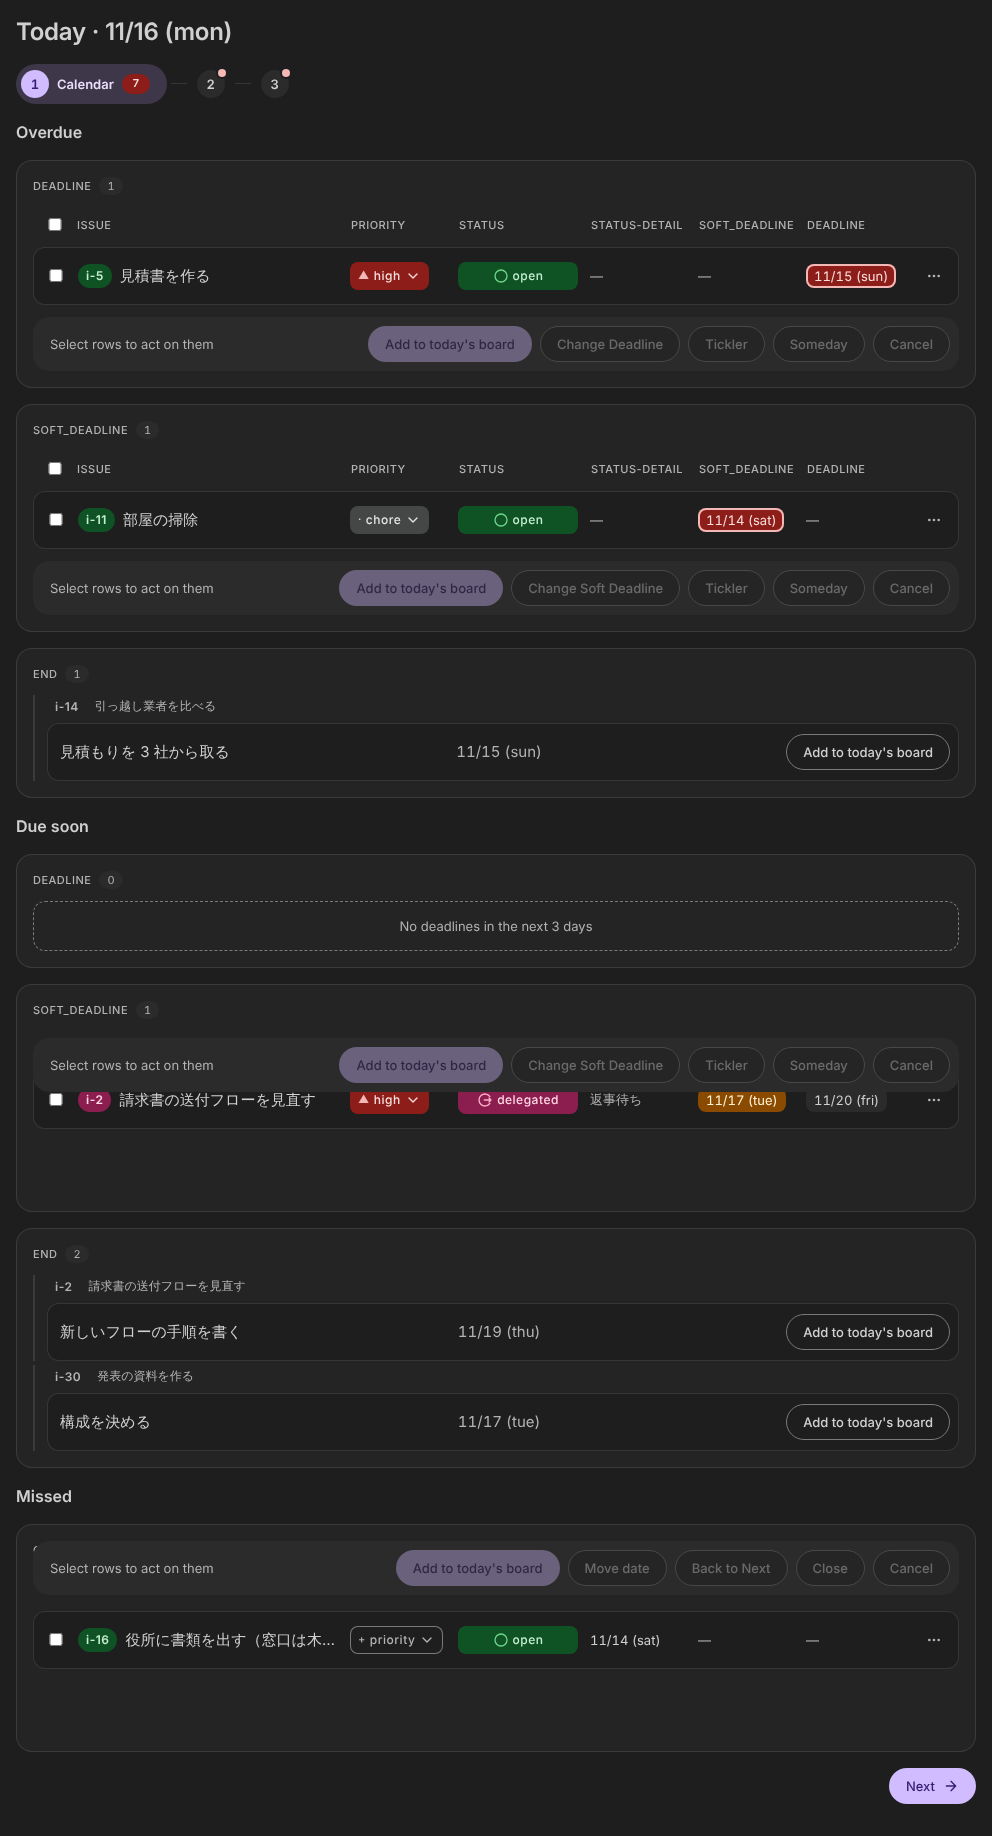 Today · 11/16 (mon)
1 Calendar 7 2 3
Overdue
DEADLINE 1
ISSUE PRIORITY STATUS STATUS-DETAIL SOFT_DEADLINE DEADLINE
i-5 見積書を作る high open — — 11/15 (sun) ···
Select rows to act on them Add to today's board Change Deadline Tickler Someday Cancel
SOFT_DEADLINE 1
ISSUE PRIORITY STATUS STATUS-DETAIL SOFT_DEADLINE DEADLINE
i-11 部屋の掃除 · chore open — 11/14 (sat) — ···
Select rows to act on them Add to today's board Change Soft Deadline Tickler Someday Cancel
END 1
i-14 引っ越し業者を比べる
見積もりを 3 社から取る 11/15 (sun) Add to today's board
Due soon
DEADLINE 0
No deadlines in the next 3 days
SOFT_DEADLINE 1
Select rows to act on them Add to today's board Change Soft Deadline Tickler Someday Cancel
i-2 請求書の送付フローを見直す high delegated 返事待ち 11/17 (tue) 11/20 (fri) ···
END 2
i-2 請求書の送付フローを見直す
新しいフローの手順を書く 11/19 (thu) Add to today's board
i-30 発表の資料を作る
構成を決める 11/17 (tue) Add to today's board
Missed
Select rows to act on them Add to today's board Move date Back to Next Close Cancel
i-16 役所に書類を出す（窓口は木... + priority open 11/14 (sat) — — ···
Next →